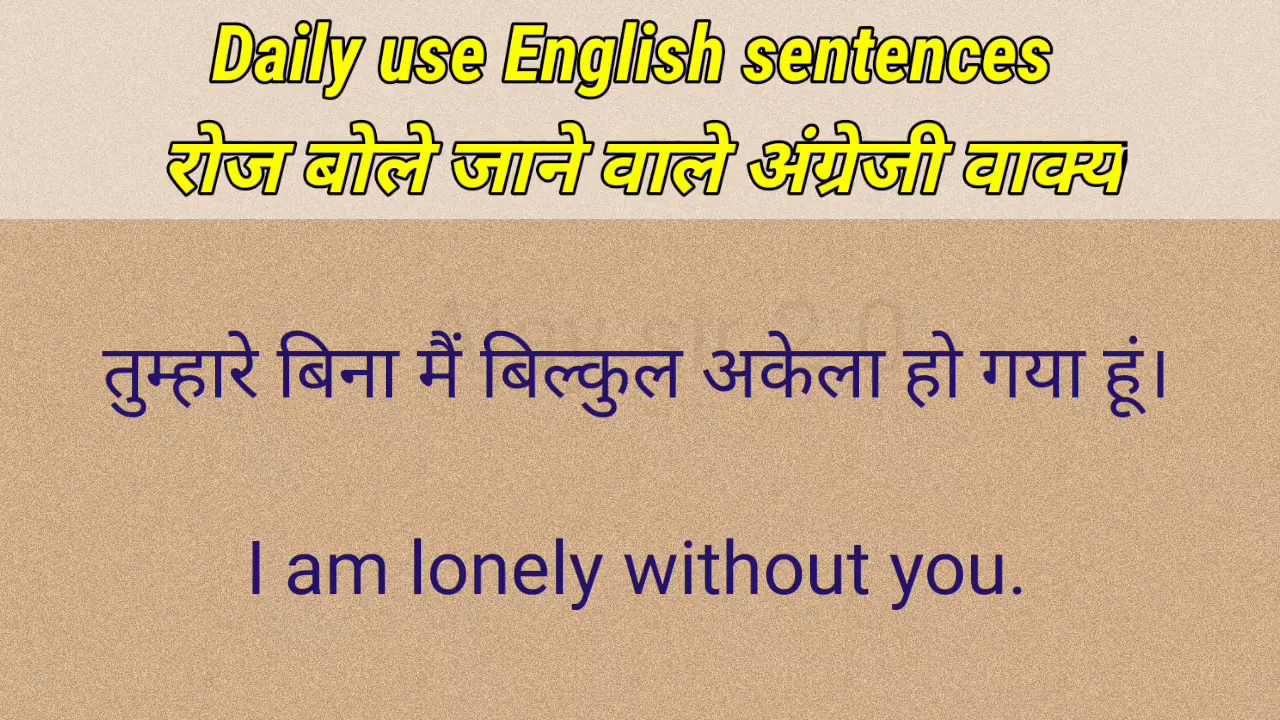 Daily use English sentences
रोज बोले जाने वाले अंग्रेजी वाक्य
तुम्हारे बिना मैं बिल्कुल अकेला हो गया हूं।
I am lonely without you.